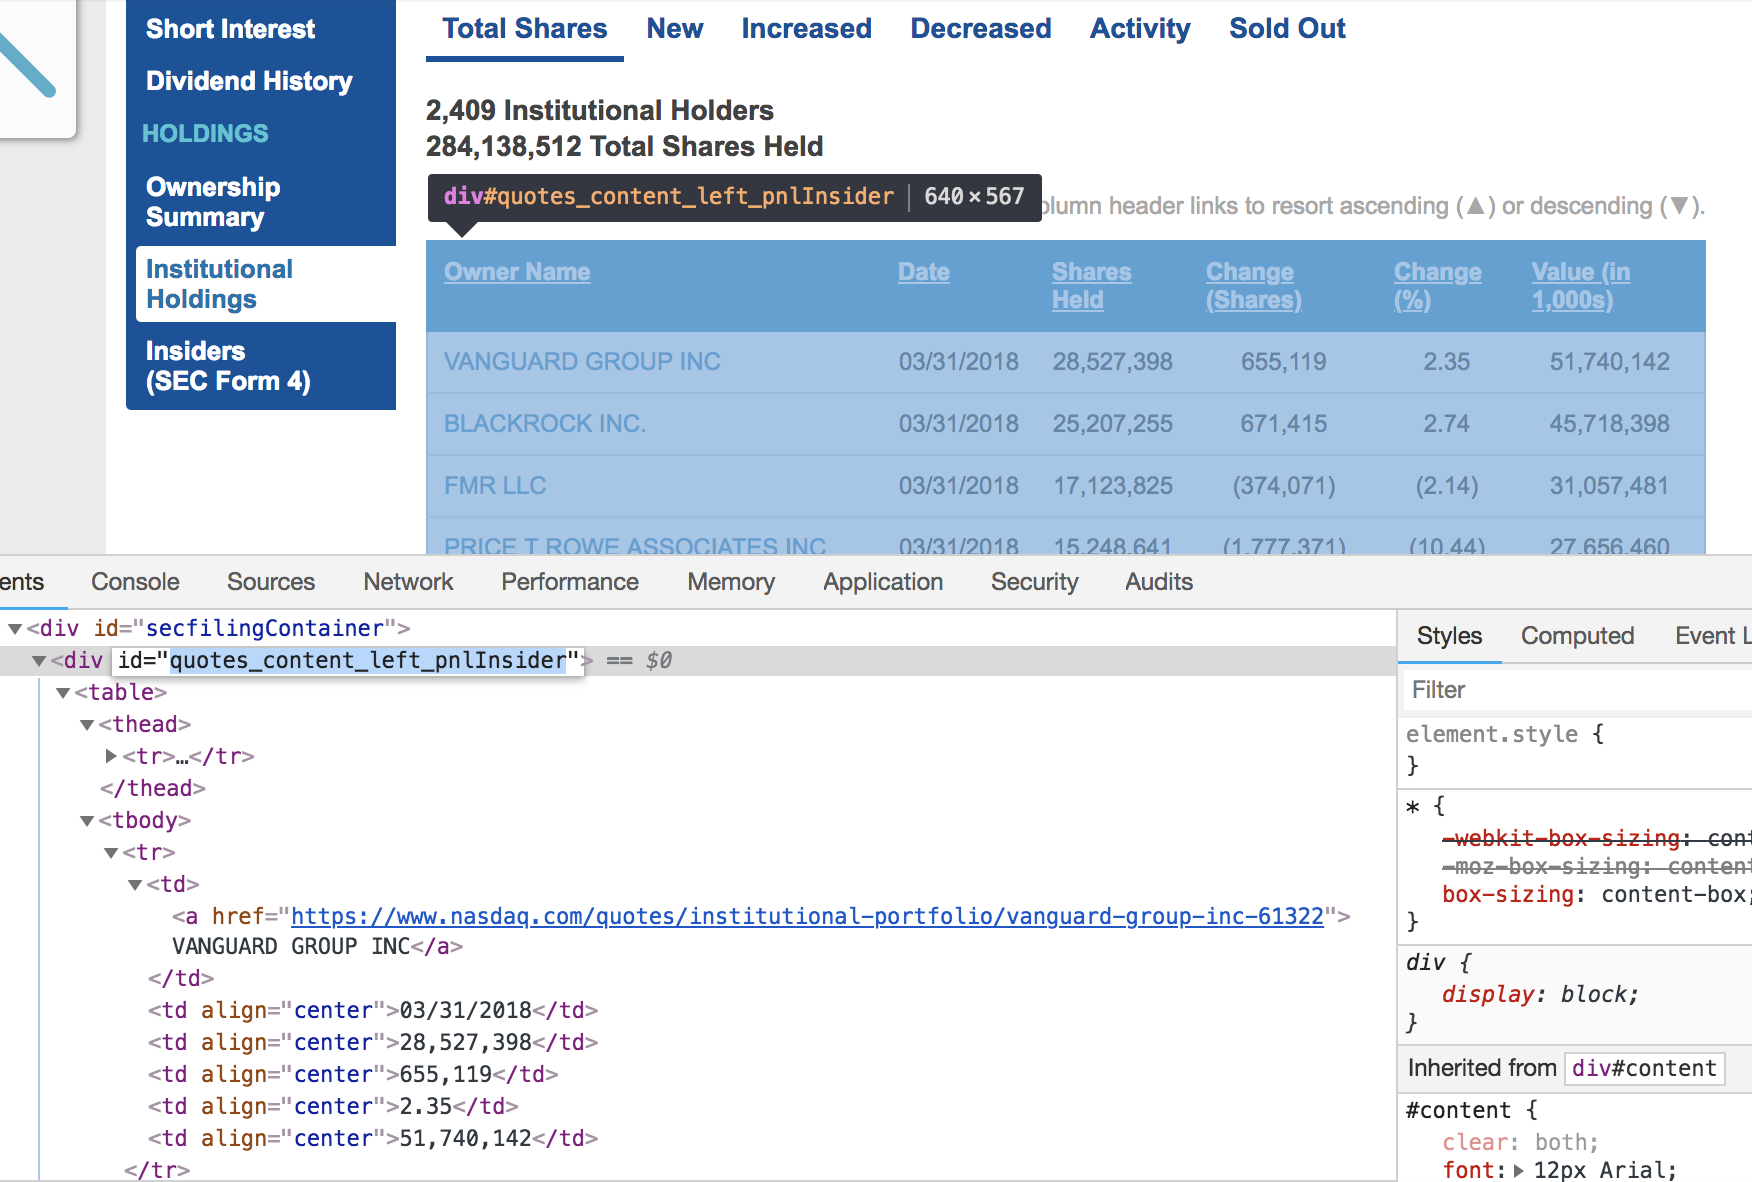 Short Interest
Dividend History
HOLDINGS
Ownership
Summary
Institutional
Holdings
Insiders
(SEC Form 4)
Total Shares New Increased Decreased Activity Sold Out
2,409 Institutional Holders
284,138,512 Total Shares Held
div#quotes_content_left_pnlInsider 640 × 567
olumn header links to resort ascending (▲) or descending (▼).
Owner Name Date Shares Held Change (Shares) Change (%) Value (in 1,000s)
VANGUARD GROUP INC 03/31/2018 28,527,398 655,119 2.35 51,740,142
BLACKROCK INC. 03/31/2018 25,207,255 671,415 2.74 45,718,398
FMR LLC 03/31/2018 17,123,825 (374,071) (2.14) 31,057,481
PRICE T ROWE ASSOCIATES INC 03/31/2018 15,248,641 (1,777,371) (10.44) 27,656,460
ents Console Sources Network Performance Memory Application Security Audits
▼<div id="secfilingContainer">
▼<div id="quotes_content_left_pnlInsider"> == $0
▼<table>
▼<thead>
▶<tr>…</tr>
</thead>
▼<tbody>
▼<tr>
▼<td>
<a href="https://www.nasdaq.com/quotes/institutional-portfolio/vanguard-group-inc-61322">
VANGUARD GROUP INC</a>
</td>
<td align="center">03/31/2018</td>
<td align="center">28,527,398</td>
<td align="center">655,119</td>
<td align="center">2.35</td>
<td align="center">51,740,142</td>
</tr>
Styles Computed Event L
Filter
element.style {
}
* {
-webkit-box-sizing: cont
-moz-box-sizing: content
box-sizing: content-box;
}
div {
display: block;
}
Inherited from div#content
#content {
clear: both;
font: ▶ 12px Arial;